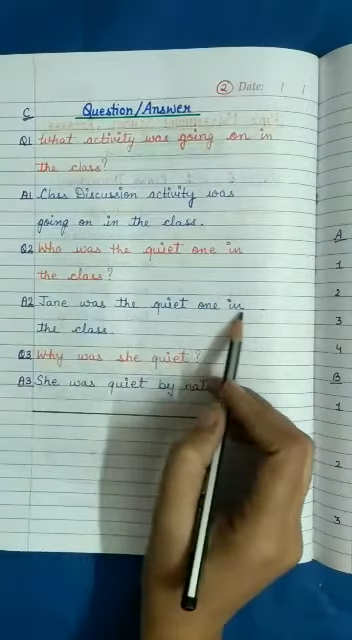 2 Date: / /
C Question/Answer
Q1 What activity was going on in
the class?
A1 Class Discussion activity was
going on in the class.
Q2 Who was the quiet one in
the class?
A2 Jane was the quiet one in
the class.
Q3 Why was she quiet?
A3 She was quiet by
A
1
2
3
4
B
1
2
3